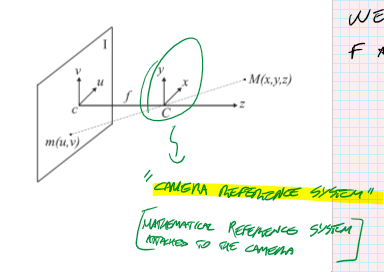 WE
F A
I
v
u
y
x
f
M(x,y,z)
c
C
z
m(u,v)
"CAMERA REFERENCE SYSTEM"
[MATHEMATICAL REFERENCE SYSTEM
ATTACHED TO THE CAMERA]